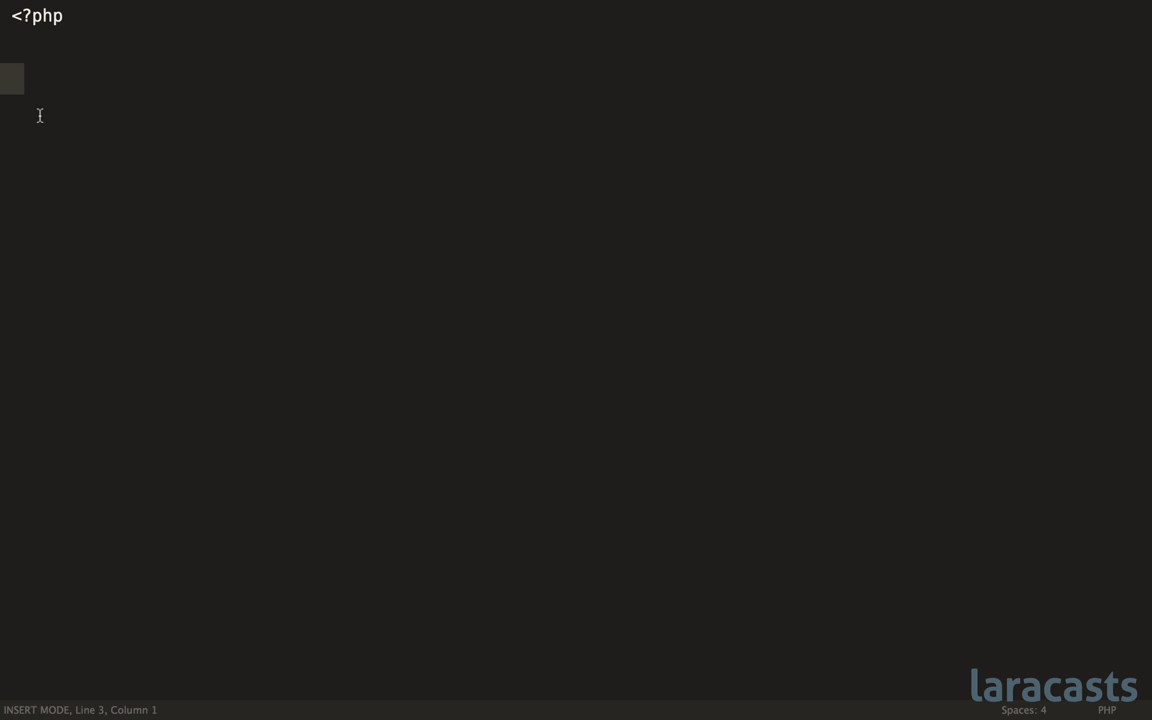 <?php
laracasts
INSERT MODE, Line 3, Column 1
Spaces: 4
PHP